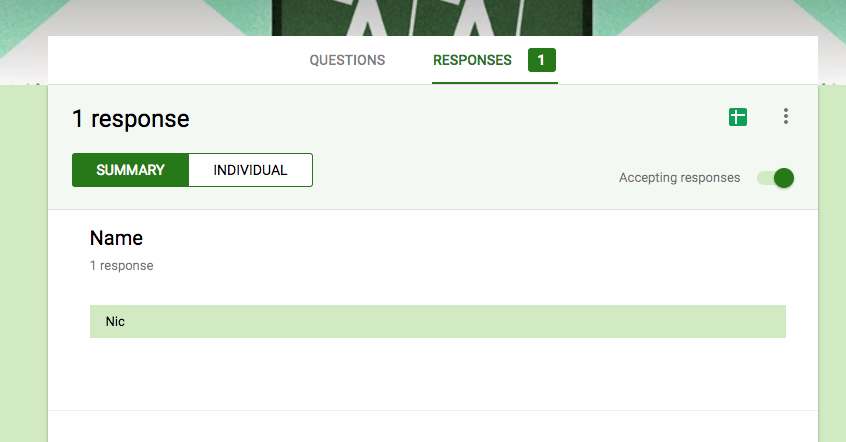 QUESTIONS RESPONSES 1
1 response
SUMMARY INDIVIDUAL
Accepting responses
Name
1 response
Nic